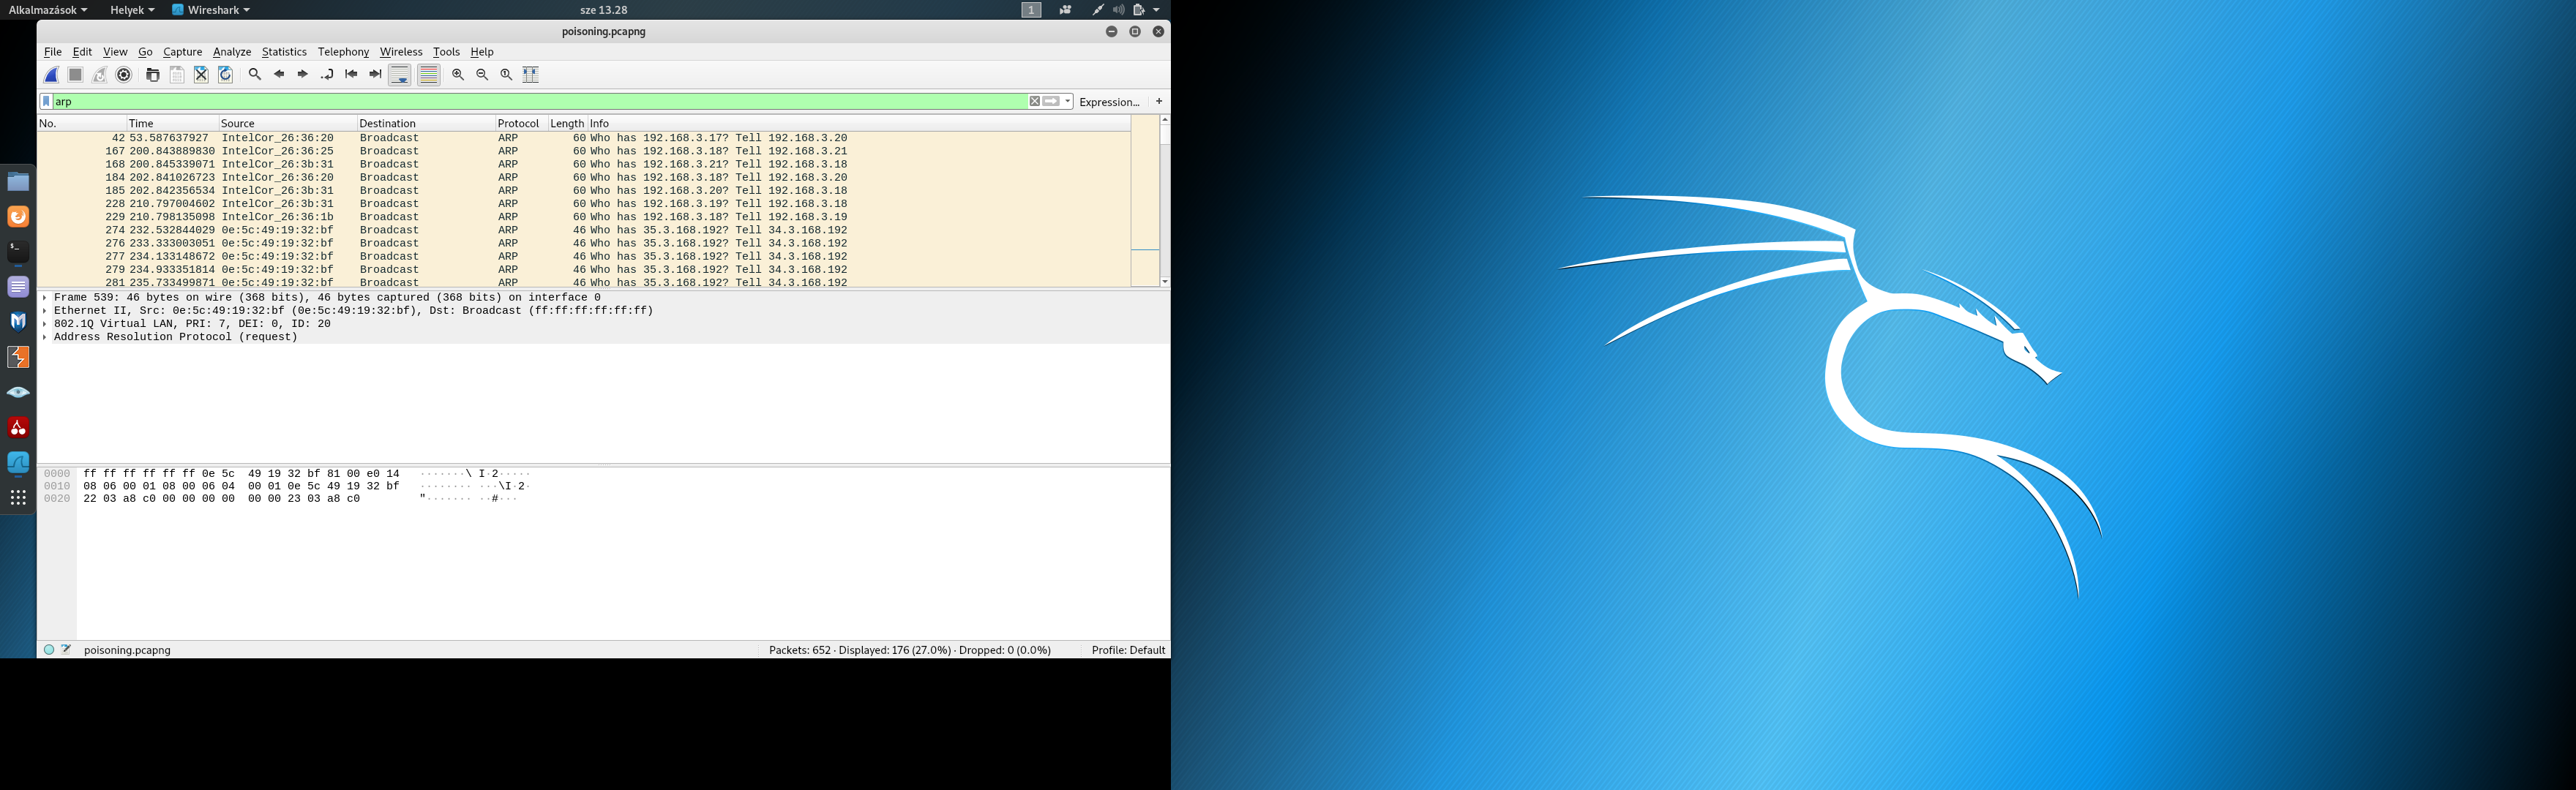 Alkalmazások Helyek Wireshark sze 13.28 1
poisoning.pcapng
File Edit View Go Capture Analyze Statistics Telephony Wireless Tools Help
arp Expression... +
No. Time Source Destination Protocol Length Info
42 53.587637927 IntelCor_26:36:20 Broadcast ARP 60 Who has 192.168.3.17? Tell 192.168.3.20
167 200.843889830 IntelCor_26:36:25 Broadcast ARP 60 Who has 192.168.3.18? Tell 192.168.3.21
168 200.845339071 IntelCor_26:3b:31 Broadcast ARP 60 Who has 192.168.3.21? Tell 192.168.3.18
184 202.841026723 IntelCor_26:36:20 Broadcast ARP 60 Who has 192.168.3.18? Tell 192.168.3.20
185 202.842356534 IntelCor_26:3b:31 Broadcast ARP 60 Who has 192.168.3.20? Tell 192.168.3.18
228 210.797004602 IntelCor_26:3b:31 Broadcast ARP 60 Who has 192.168.3.19? Tell 192.168.3.18
229 210.798135098 IntelCor_26:36:1b Broadcast ARP 60 Who has 192.168.3.18? Tell 192.168.3.19
274 232.532844029 0e:5c:49:19:32:bf Broadcast ARP 46 Who has 35.3.168.192? Tell 34.3.168.192
276 233.333003051 0e:5c:49:19:32:bf Broadcast ARP 46 Who has 35.3.168.192? Tell 34.3.168.192
277 234.133148672 0e:5c:49:19:32:bf Broadcast ARP 46 Who has 35.3.168.192? Tell 34.3.168.192
279 234.933351814 0e:5c:49:19:32:bf Broadcast ARP 46 Who has 35.3.168.192? Tell 34.3.168.192
281 235.733499871 0e:5c:49:19:32:bf Broadcast ARP 46 Who has 35.3.168.192? Tell 34.3.168.192
Frame 539: 46 bytes on wire (368 bits), 46 bytes captured (368 bits) on interface 0
Ethernet II, Src: 0e:5c:49:19:32:bf (0e:5c:49:19:32:bf), Dst: Broadcast (ff:ff:ff:ff:ff:ff)
802.1Q Virtual LAN, PRI: 7, DEI: 0, ID: 20
Address Resolution Protocol (request)
0000 ff ff ff ff ff ff 0e 5c 49 19 32 bf 81 00 e0 14 ·······\ I·2·····
0010 08 06 00 01 08 00 06 04 00 01 0e 5c 49 19 32 bf ········ ···\I·2·
0020 22 03 a8 c0 00 00 00 00 00 00 23 03 a8 c0 "······· ··#···
poisoning.pcapng Packets: 652 · Displayed: 176 (27.0%) · Dropped: 0 (0.0%) Profile: Default